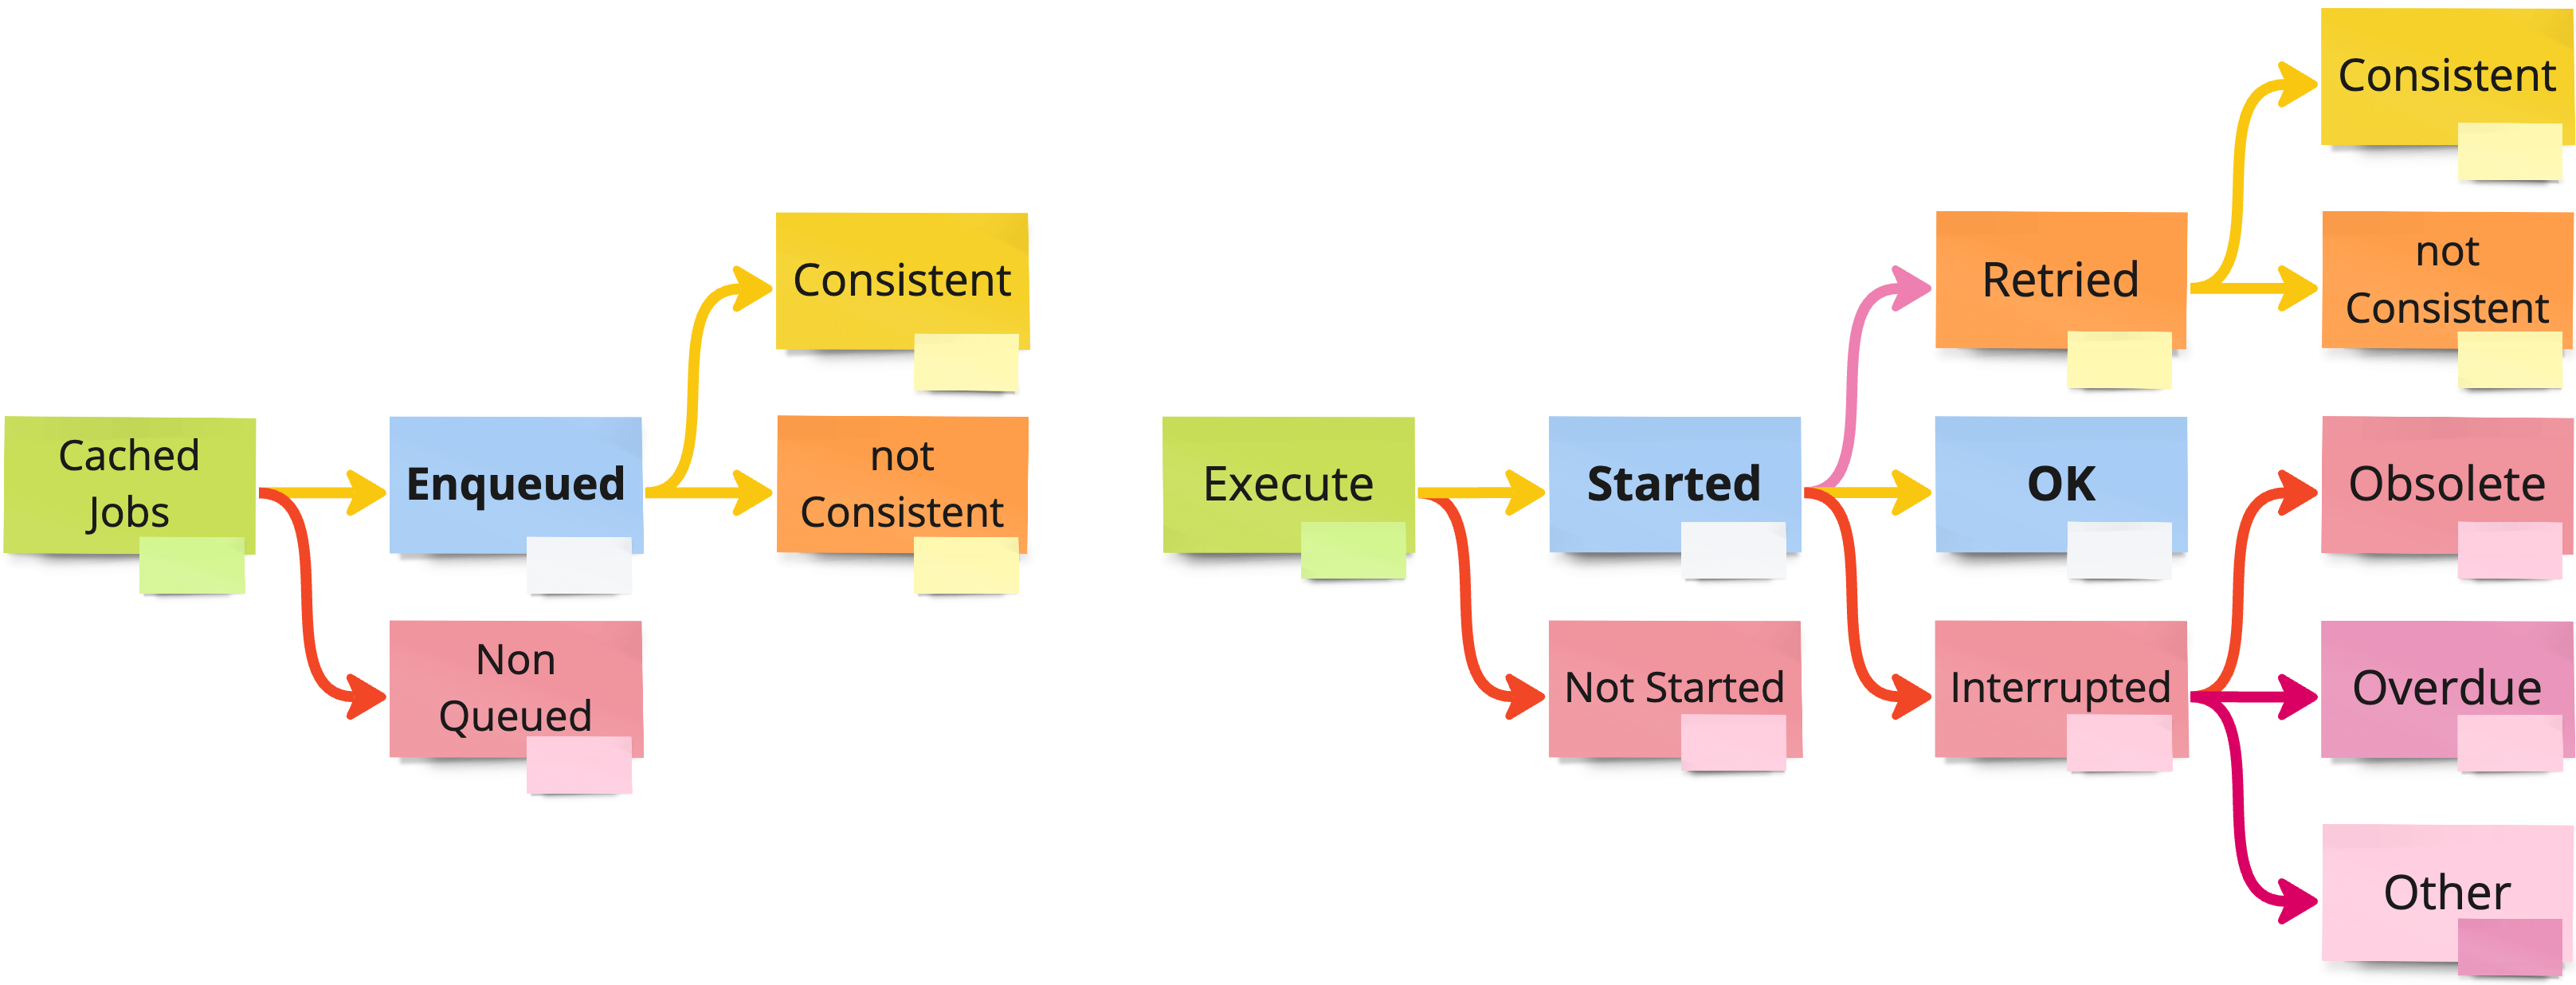 Cached
Jobs
Enqueued
Non
Queued
Consistent
not
Consistent
Execute
Started
Not Started
Retried
OK
Interrupted
Consistent
not
Consistent
Obsolete
Overdue
Other